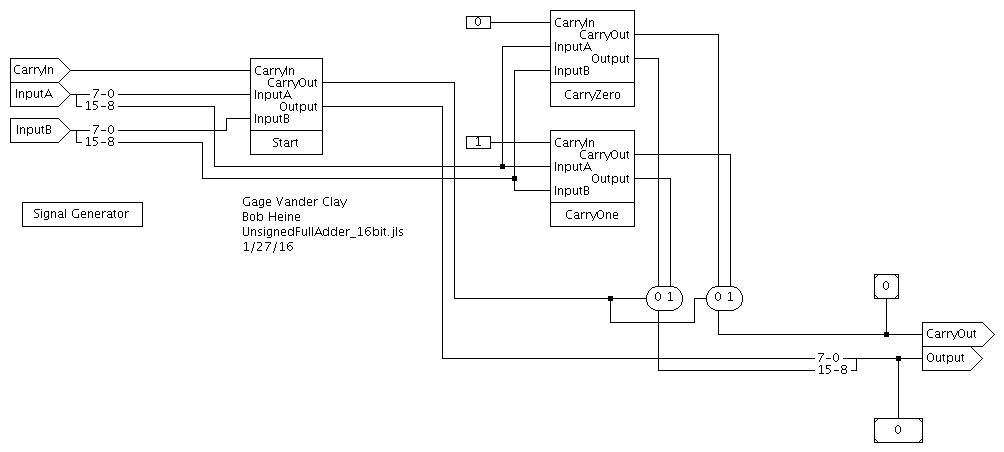 0
CarryIn
CarryOut
InputA
Output
InputB
CarryZero
CarryIn
InputA
7-0
15-8
InputB
7-0
15-8
CarryIn
CarryOut
InputA
Output
InputB
Start
1
CarryIn
CarryOut
InputA
Output
InputB
CarryOne
Signal Generator
Gage Vander Clay
Bob Heine
UnsignedFullAdder_16bit.jls
1/27/16
0 1
0 1
0
CarryOut
7-0
15-8
Output
0